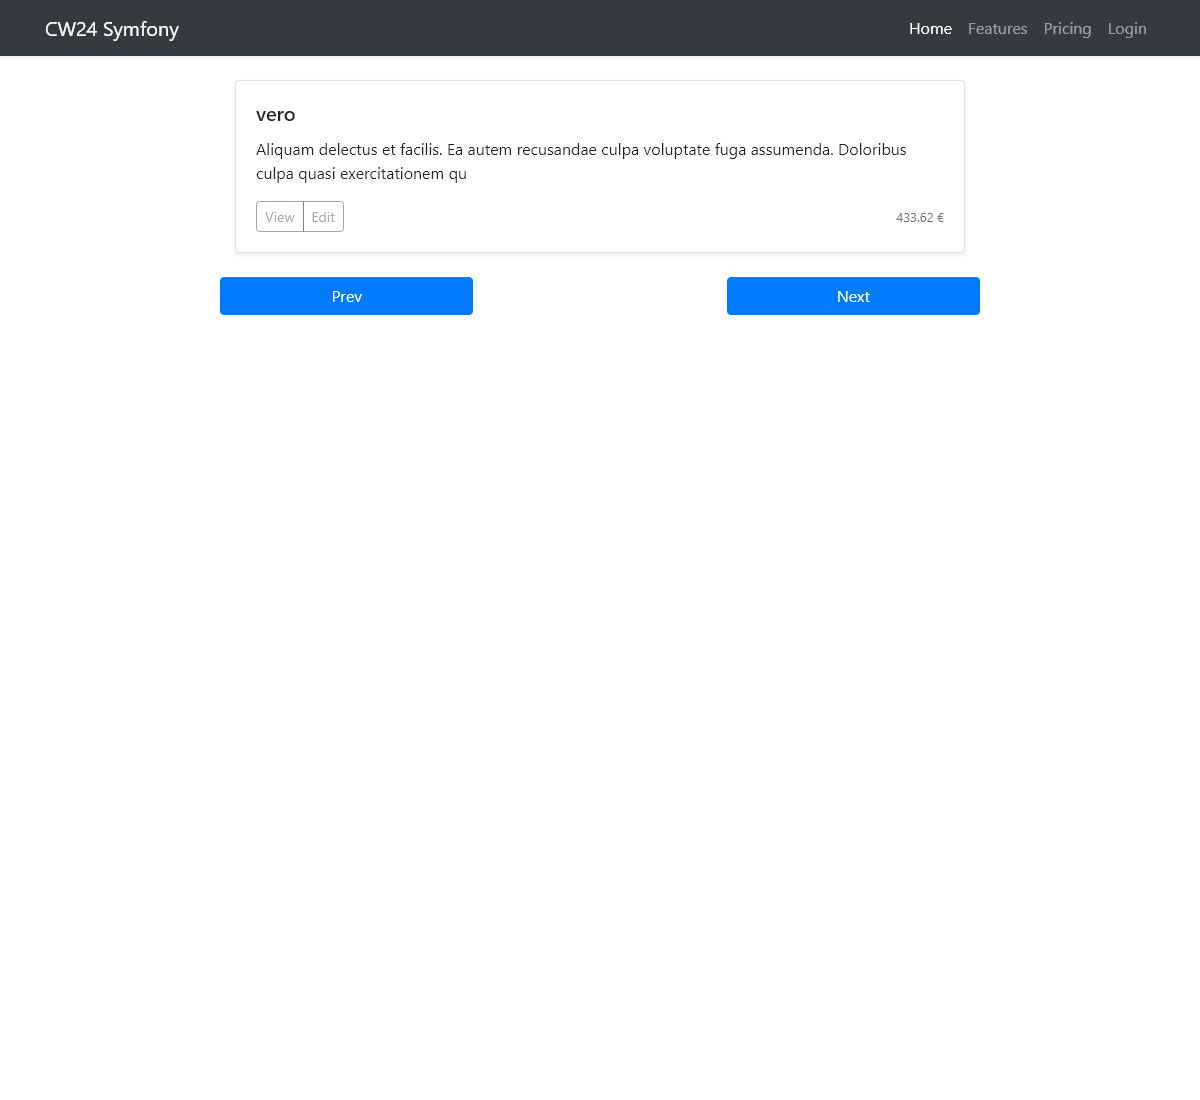 CW24 Symfony
Home Features Pricing Login
vero
Aliquam delectus et facilis. Ea autem recusandae culpa voluptate fuga assumenda. Doloribus
culpa quasi exercitationem qu
View Edit 433.62 €
Prev Next